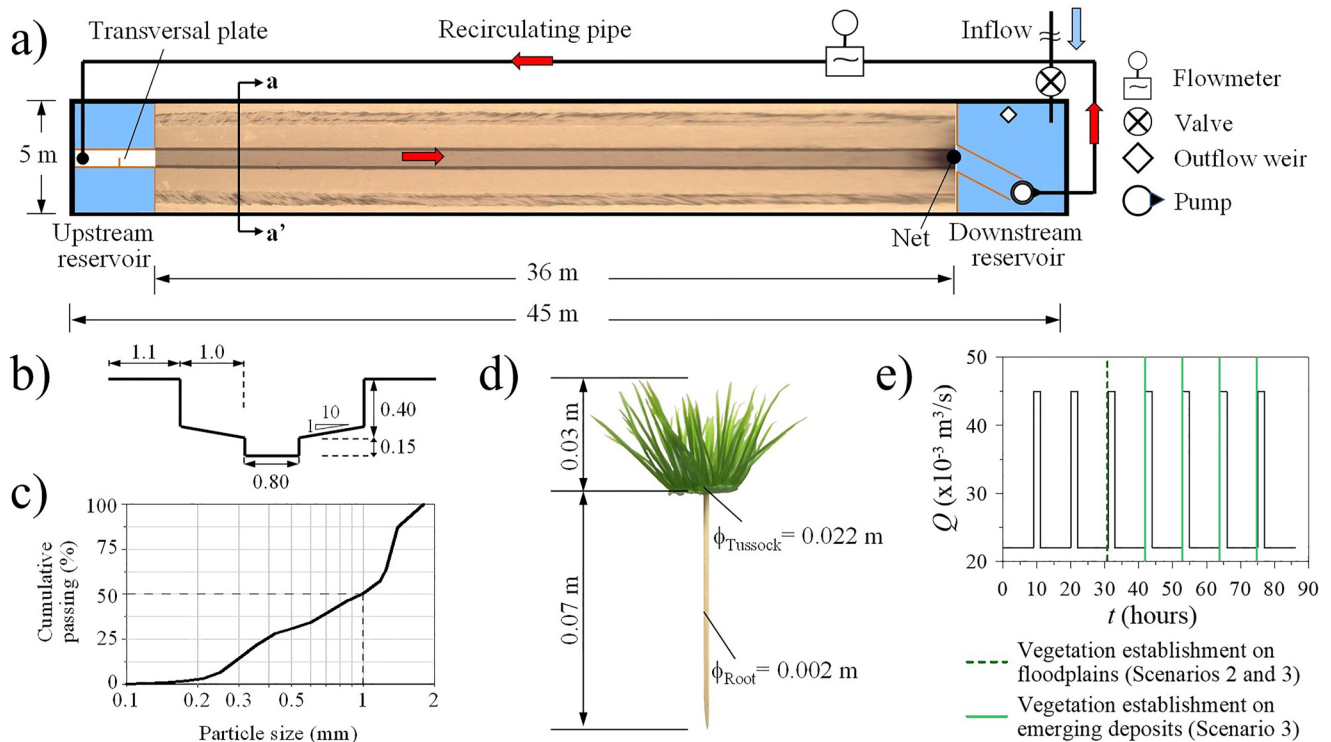 a)
Transversal plate
Recirculating pipe
Inflow
a
Flowmeter
Valve
5 m
Outflow weir
a'
Pump
Upstream
reservoir
Net
Downstream
reservoir
36 m
45 m
b)
1.1
1.0
10
1
0.40
0.15
0.80
c)
100
75
50
25
0
Cumulative
passing (%)
0.1
0.2
0.3
0.5
1
2
Particle size (mm)
d)
0.03 m
0.07 m
ϕTussock= 0.022 m
ϕRoot= 0.002 m
e)
50
40
30
20
Q (x10⁻³ m³/s)
0 10 20 30 40 50 60 70 80 90
t (hours)
Vegetation establishment on
floodplains (Scenarios 2 and 3)
Vegetation establishment on
emerging deposits (Scenario 3)